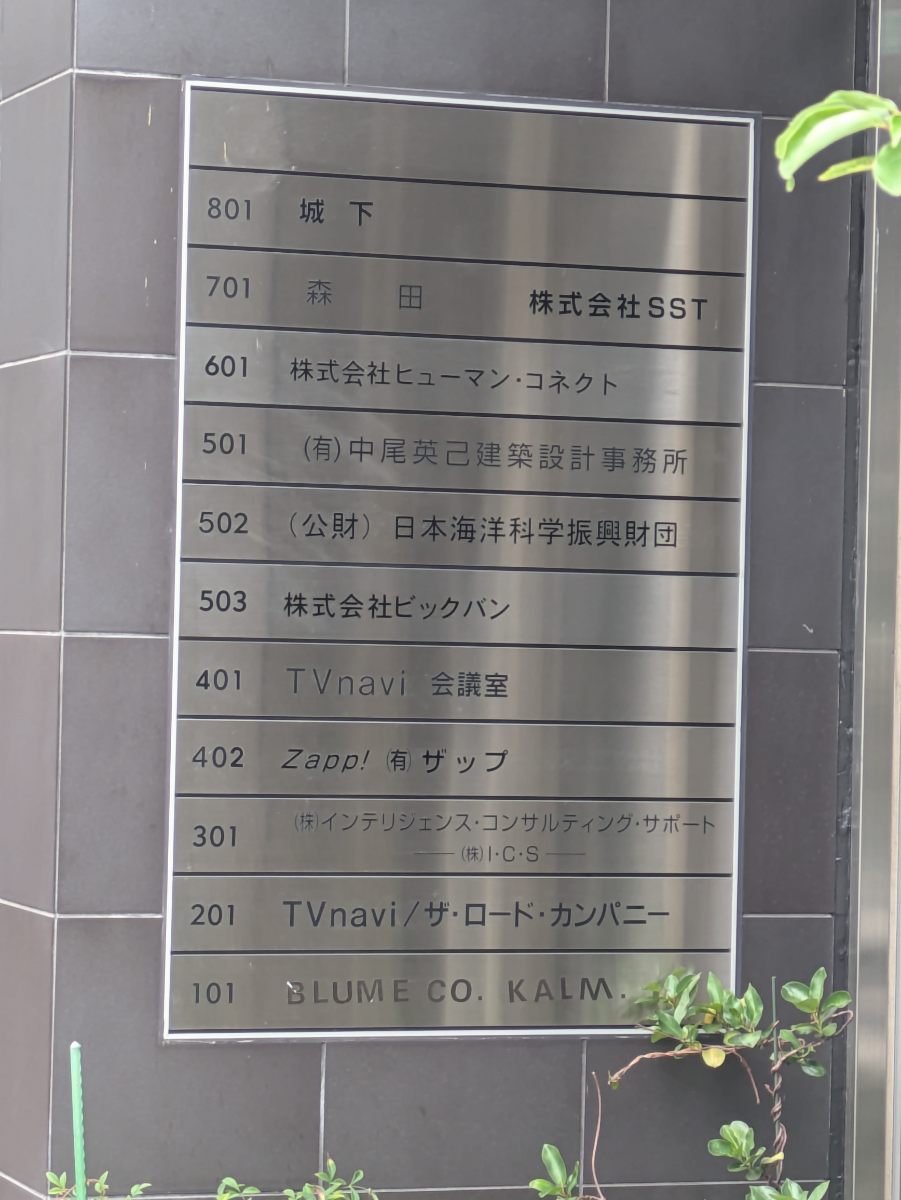 801 城 下
701 森 田 株式会社SST
601 株式会社ヒューマン・コネクト
501 (有)中尾英己建築設計事務所
502 (公財) 日本海洋科学振興財団
503 株式会社ビックバン
401 TVnavi 会議室
402 Zapp! ㈲ ザップ
301 ㈱インテリジェンス・コンサルティング・サポート
㈱I・C・S
201 TVnavi/ザ・ロード・カンパニー
101 BLUME CO. KALM.